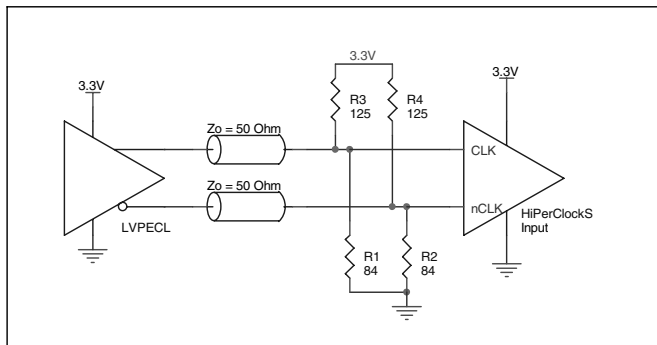 3.3V
3.3V
3.3V
R3
125
R4
125
Zo = 50 Ohm
CLK
Zo = 50 Ohm
nCLK
HiPerClockS
Input
LVPECL
R1
84
R2
84